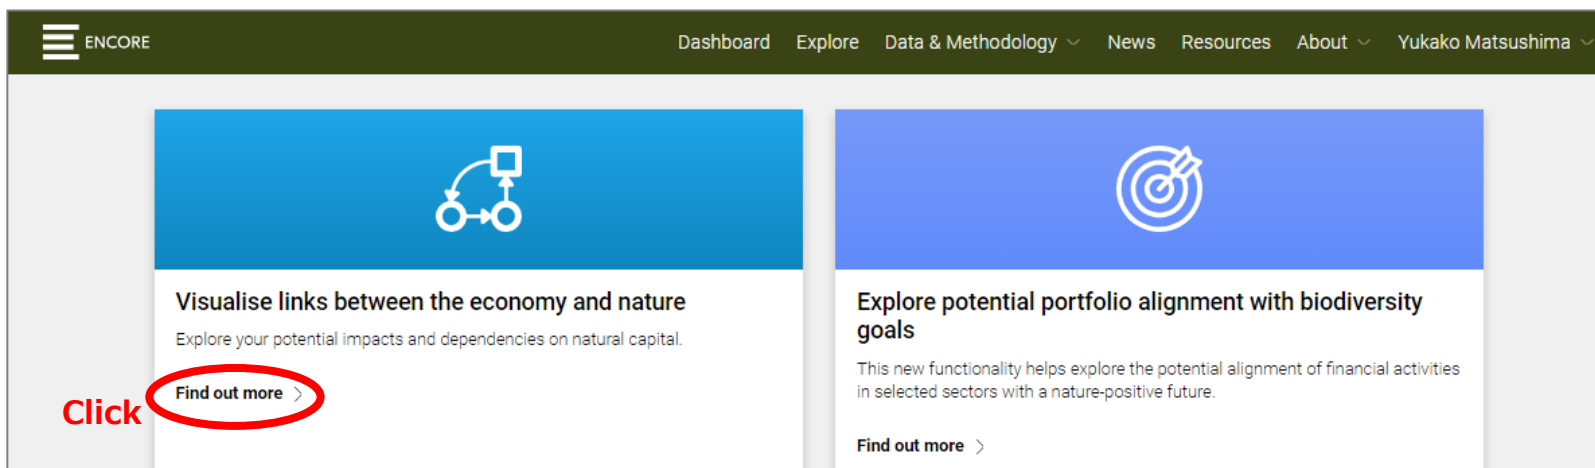 ENCORE
Dashboard Explore Data & Methodology News Resources About Yukako Matsushima
Visualise links between the economy and nature
Explore your potential impacts and dependencies on natural capital.
Find out more
Click
Explore potential portfolio alignment with biodiversity
goals
This new functionality helps explore the potential alignment of financial activities
in selected sectors with a nature-positive future.
Find out more